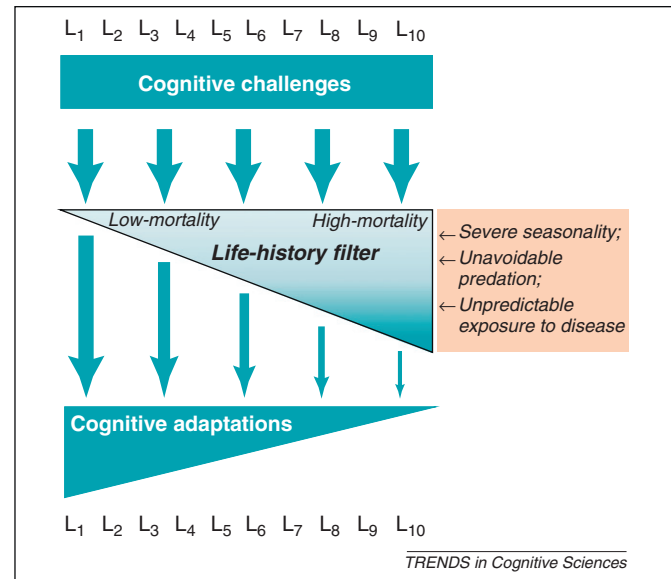 L₁ L₂ L₃ L₄ L₅ L₆ L₇ L₈ L₉ L₁₀
Cognitive challenges
Low-mortality High-mortality
Life-history filter
← Severe seasonality;
← Unavoidable
predation;
← Unpredictable
exposure to disease
Cognitive adaptations
L₁ L₂ L₃ L₄ L₅ L₆ L₇ L₈ L₉ L₁₀
TRENDS in Cognitive Sciences